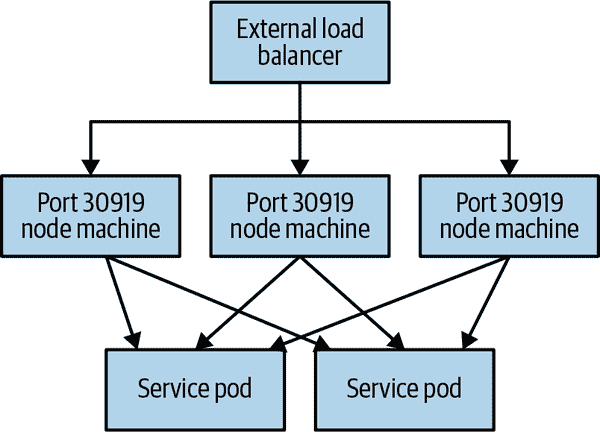 External load
balancer
Port 30919
node machine
Port 30919
node machine
Port 30919
node machine
Service pod
Service pod